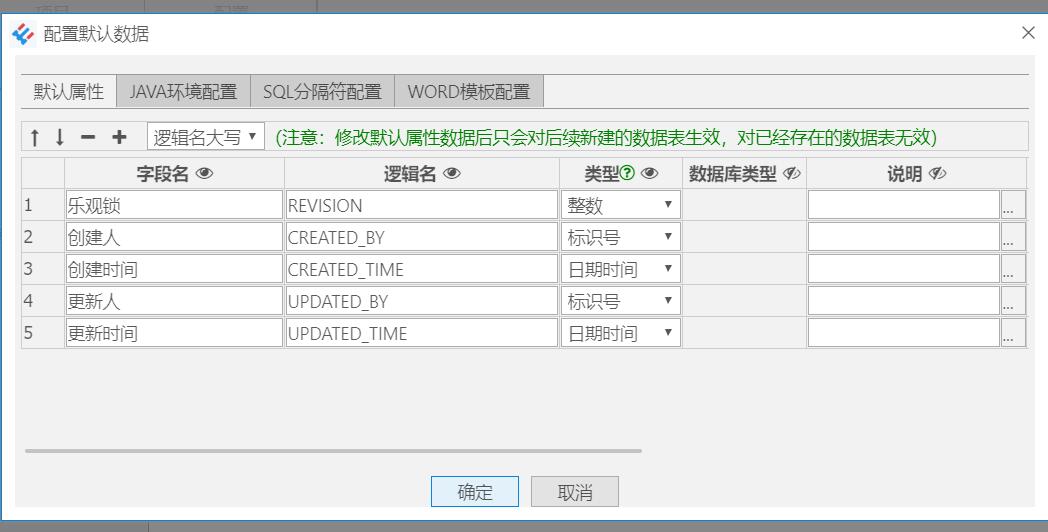 项目 配置
配置默认数据
默认属性 JAVA环境配置 SQL分隔符配置 WORD模板配置
逻辑名大写 (注意：修改默认属性数据后只会对后续新建的数据表生效，对已经存在的数据表无效)
字段名 逻辑名 类型? 数据库类型 说明
1 乐观锁 REVISION 整数 ...
2 创建人 CREATED_BY 标识号 ...
3 创建时间 CREATED_TIME 日期时间 ...
4 更新人 UPDATED_BY 标识号 ...
5 更新时间 UPDATED_TIME 日期时间 ...
确定 取消